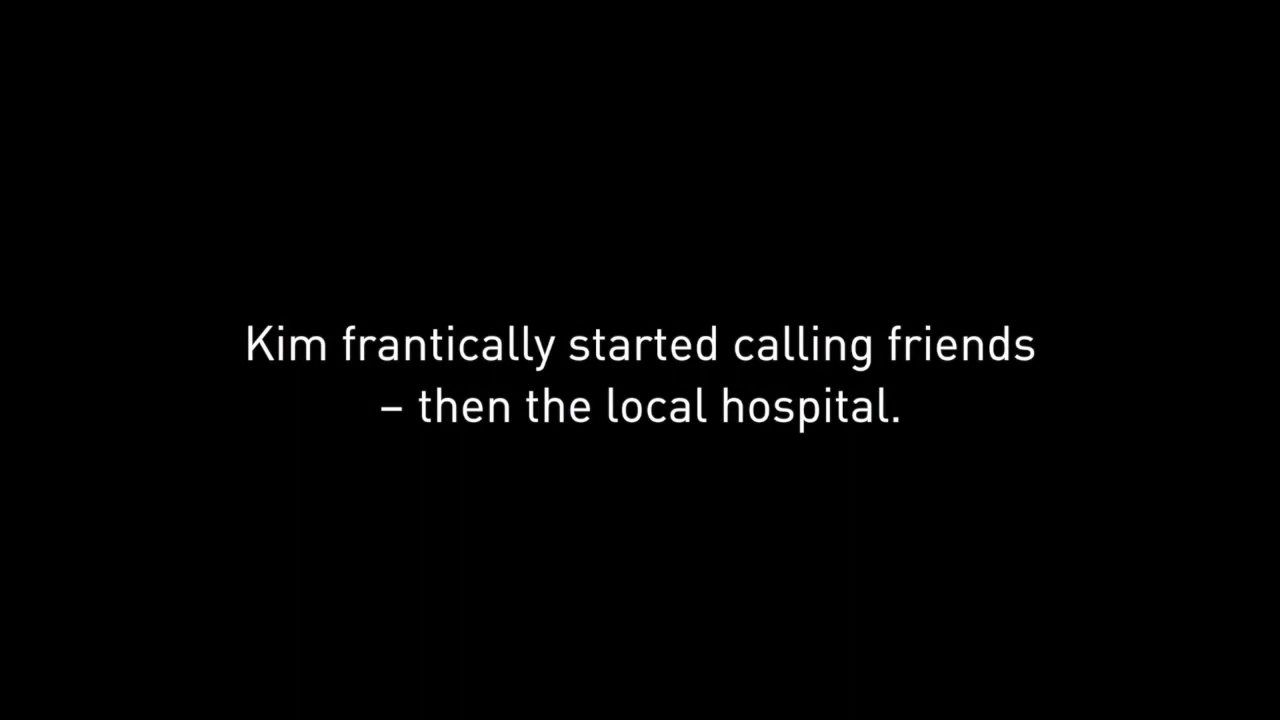 Kim frantically started calling friends
– then the local hospital.